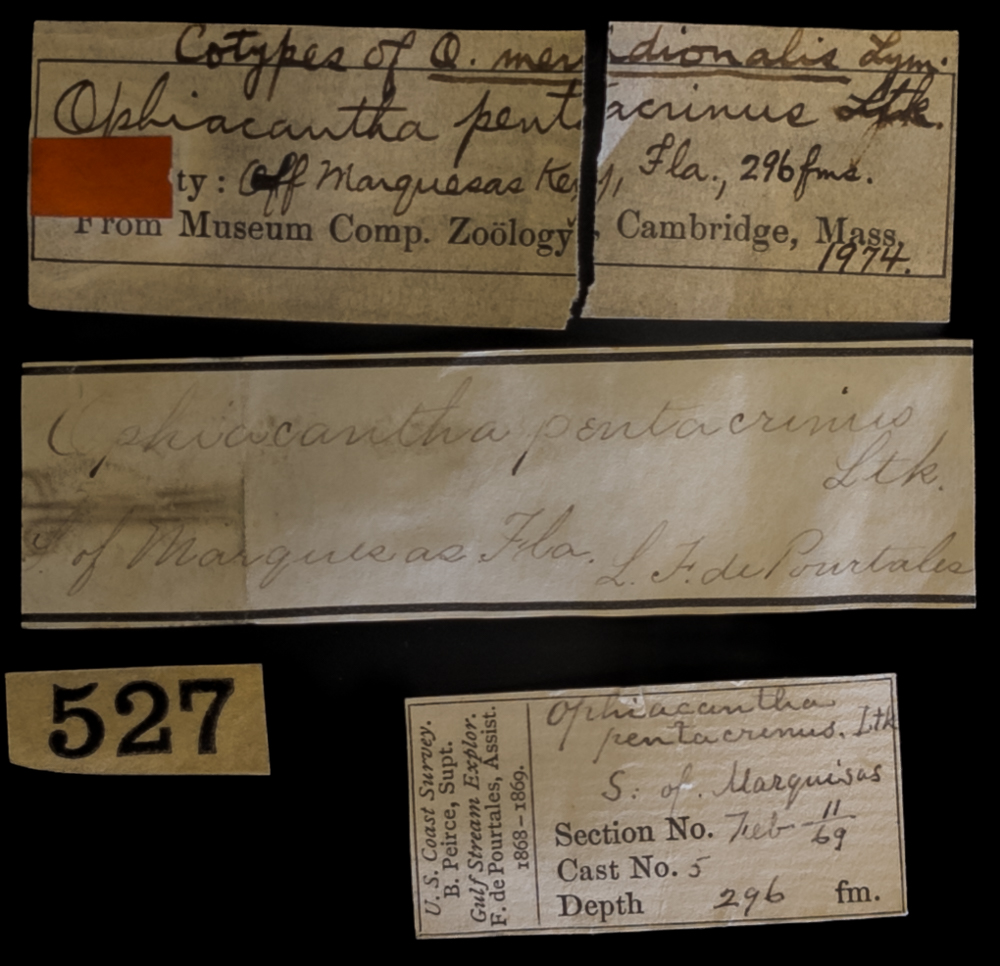 Cotypes of O. meridionalis Lym.
Ophiacantha pentacrinus Ltk.
ty: Off Marquesas Key, Fla., 296 fms.
From Museum Comp. Zoölogy, Cambridge, Mass.
1974.
Ophiacantha pentacrinus
Ltk.
of Marquesas Fla. L. F. de Pourtales
527
U. S. Coast Survey.
B. Peirce, Supt.
Gulf Stream Explor.
F. de Pourtales, Assist.
1868–1869.
Ophiacantha
pentacrinus. Ltk
S. of. Marquisas
Section No. Feb 11/69
Cast No. 5
Depth 296 fm.